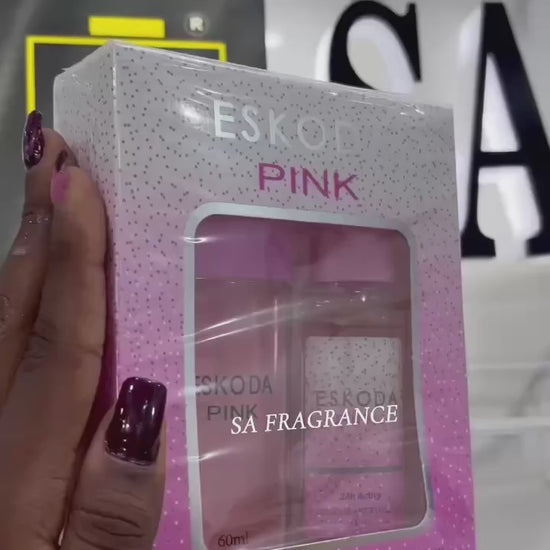 ®
SA
ESKODA
PINK
ESKODA
PINK
60ml
ESKODA
SA FRAGRANCE